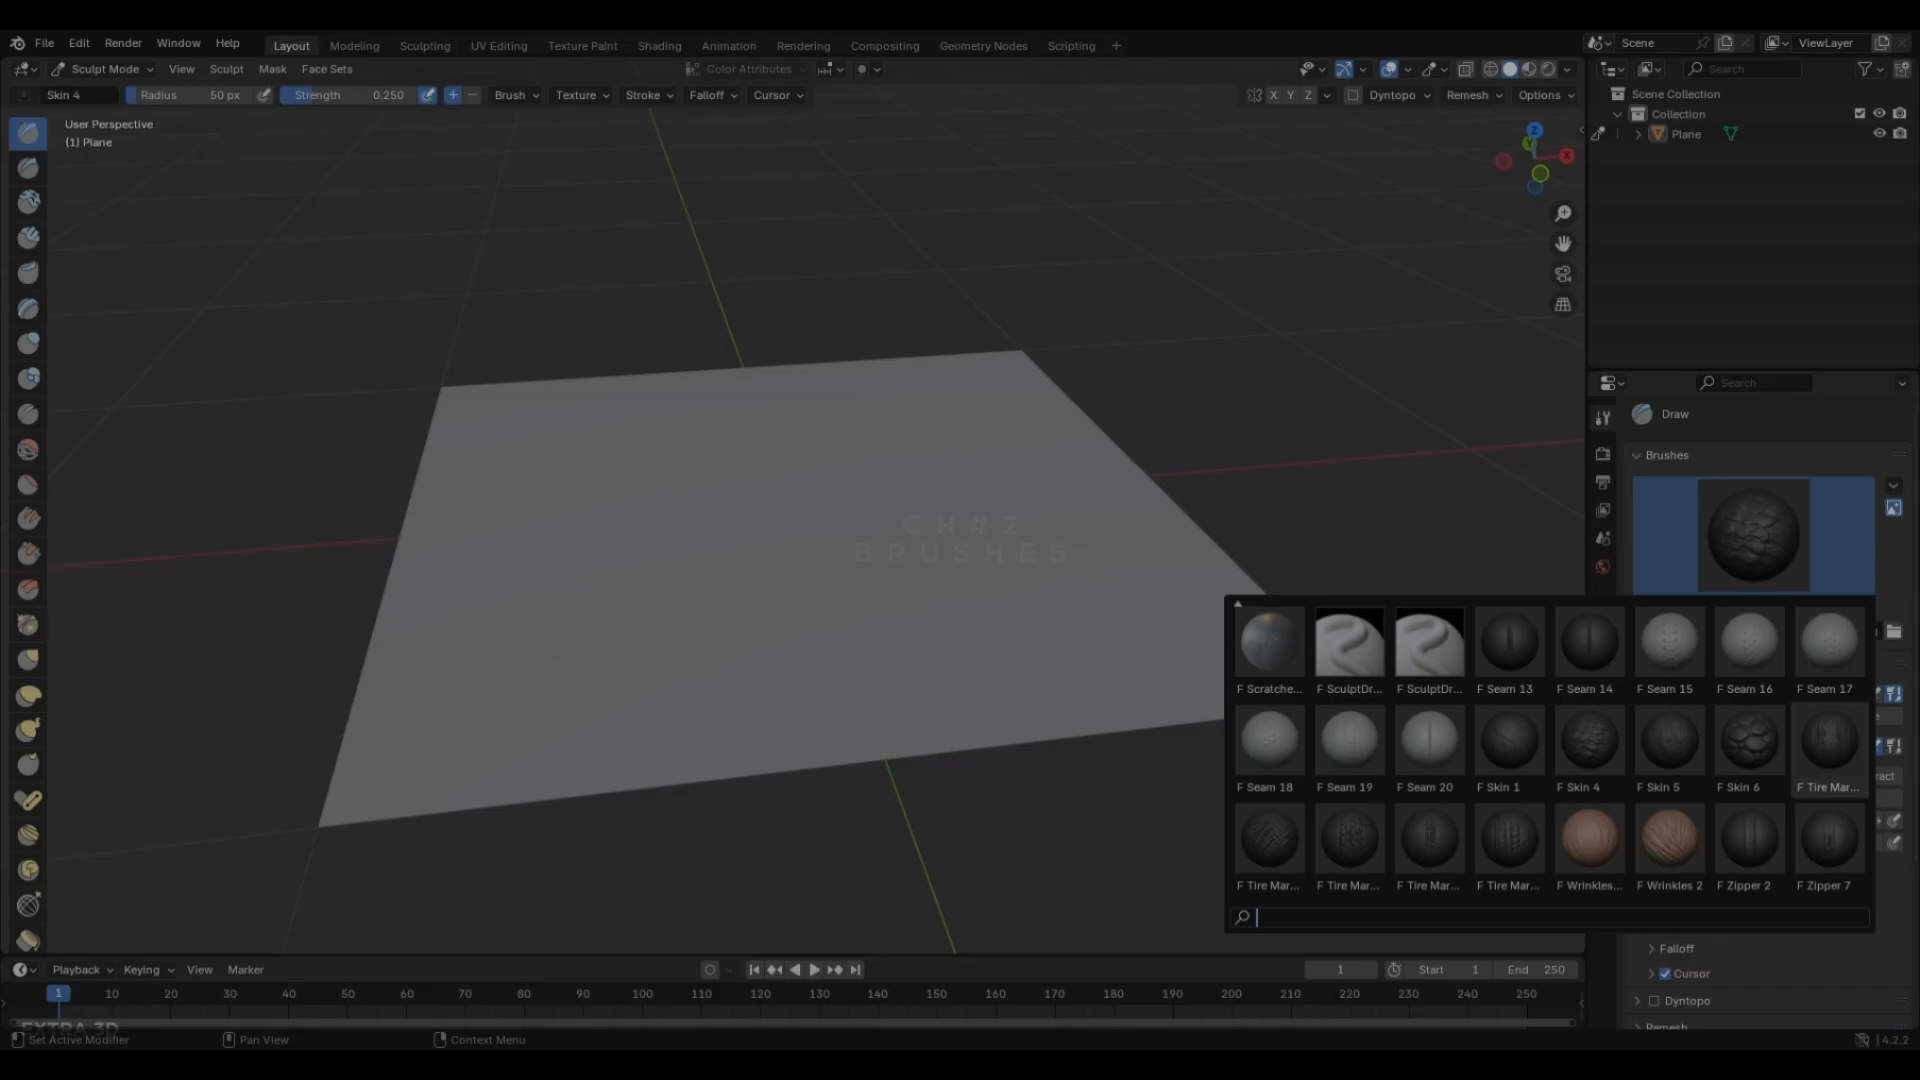 File Edit Render Window Help Layout Modeling Sculpting UV Editing Texture Paint Shading Animation Rendering Compositing Geometry Nodes Scripting + Scene ViewLayer
Sculpt Mode View Sculpt Mask Face Sets Color Attributes Search
Skin 4 Radius 50 px Strength 0.250 + − Brush Texture Stroke Falloff Cursor X Y Z Dyntopo Remesh Options
Scene Collection
Collection
Plane
User Perspective
(1) Plane
Z
Y
X
Search
Draw
Brushes
CH#2
BRUSHES
F Scratche... F SculptDr... F SculptDr... F Seam 13 F Seam 14 F Seam 15 F Seam 16 F Seam 17
F Seam 18 F Seam 19 F Seam 20 F Skin 1 F Skin 4 F Skin 5 F Skin 6 F Tire Mar...
F Tire Mar... F Tire Mar... F Tire Mar... F Tire Mar... F Wrinkles... F Wrinkles 2 F Zipper 2 F Zipper 7
Falloff
Cursor
Dyntopo
Remesh
Playback Keying View Marker 1 Start 1 End 250
1 10 20 30 40 50 60 70 80 90 100 110 120 130 140 150 160 170 180 190 200 210 220 230 240 250
EXTRA 3D
Set Active Modifier Pan View Context Menu 4.2.2